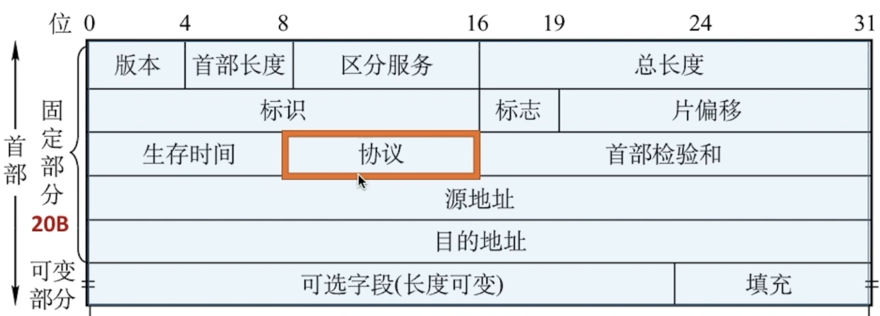 位 0 4 8 16 19 24 31
版本 首部长度 区分服务 总长度
标识 标志 片偏移
生存时间 协议 首部检验和
源地址
目的地址
可选字段(长度可变) 填充
首部
固定部分
20B
可变部分